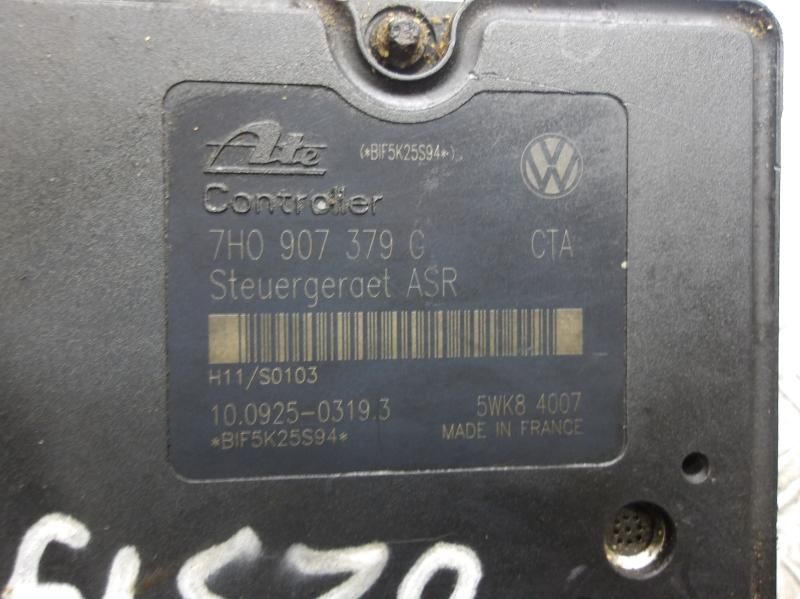 Ate (*BIF5K25S94*)
Controller
7H0 907 379 G CTA
Steuergeraet ASR
H11/S0103
10.0925-0319.3 5WK8 4007
*BIF5K25S94* MADE IN FRANCE